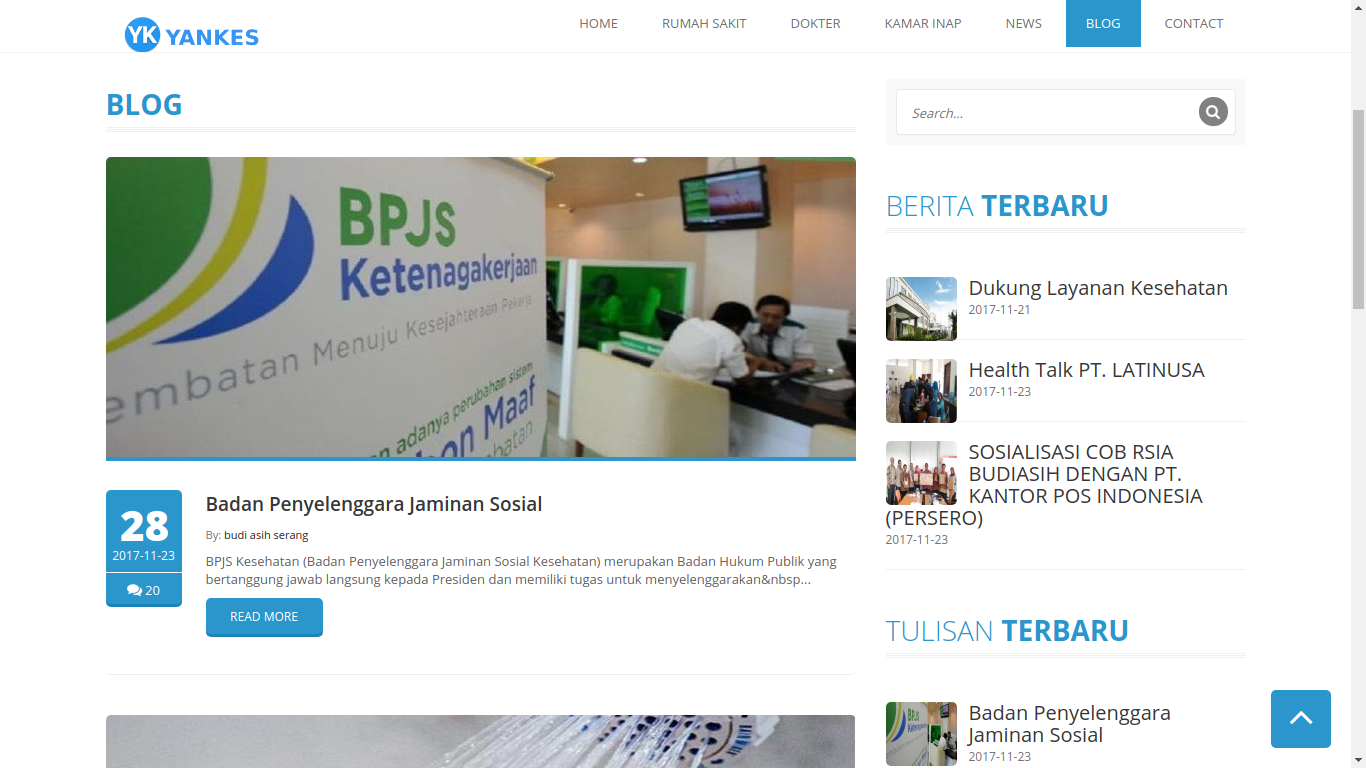 YK YANKES
HOME RUMAH SAKIT DOKTER KAMAR INAP NEWS BLOG CONTACT
BLOG
BPJS
Ketenagakerjaan
Menuju Kesejahteraan Pekerja
adanya perubahan sistem
Maaf
28
2017-11-23
20
Badan Penyelenggara Jaminan Sosial
By: budi asih serang
BPJS Kesehatan (Badan Penyelenggara Jaminan Sosial Kesehatan) merupakan Badan Hukum Publik yang
bertanggung jawab langsung kepada Presiden dan memiliki tugas untuk menyelenggarakan&nbsp...
READ MORE
Search...
BERITA TERBARU
Dukung Layanan Kesehatan
2017-11-21
Health Talk PT. LATINUSA
2017-11-23
SOSIALISASI COB RSIA
BUDIASIH DENGAN PT.
KANTOR POS INDONESIA
(PERSERO)
2017-11-23
TULISAN TERBARU
BPJS
Ketenagakerjaan
Badan Penyelenggara
Jaminan Sosial
2017-11-23